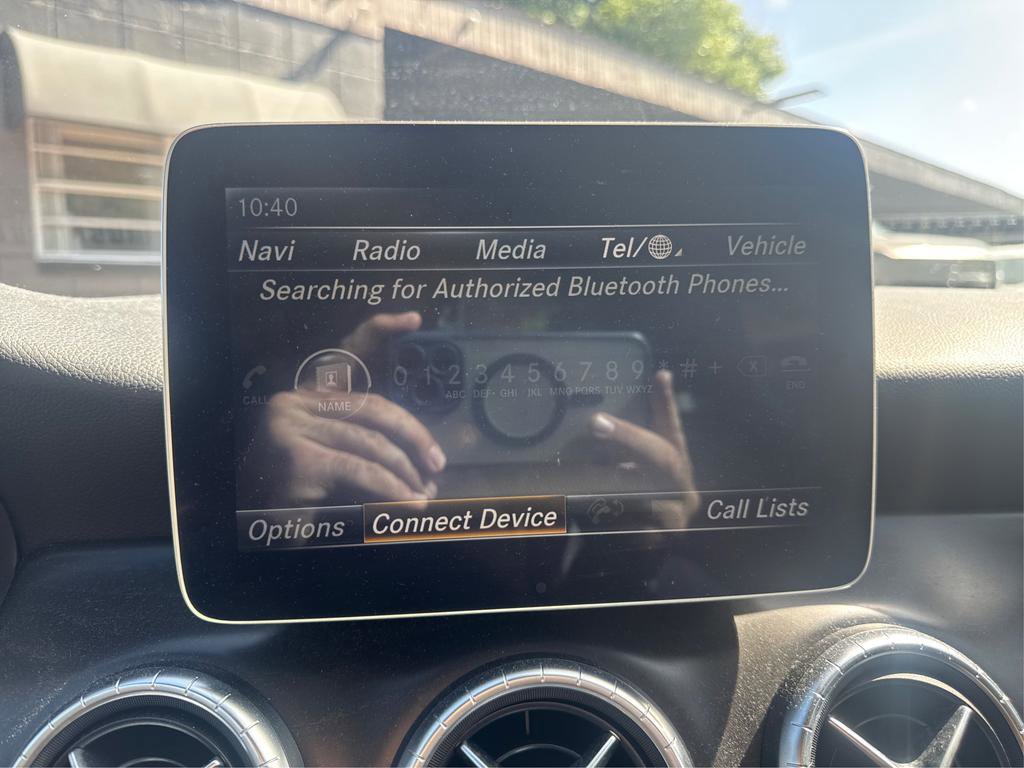 10:40
Navi Radio Media Tel/ Vehicle
Searching for Authorized Bluetooth Phones...
CALL NAME 0 1 2 3 4 5 6 7 8 9 * # + END
ABC DEF GHI JKL MNO PQRS TUV WXYZ
Options Connect Device Call Lists